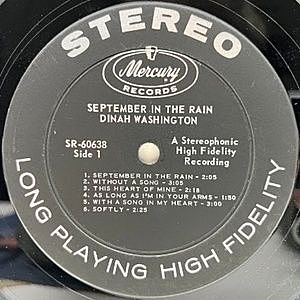 STEREO
Mercury
RECORDS
SEPTEMBER IN THE RAIN
DINAH WASHINGTON
SR-60638
Side 1
A Stereophonic
High Fidelity
Recording
1. SEPTEMBER IN THE RAIN - 2:05
2. WITHOUT A SONG - 3:05
3. THIS HEART OF MINE - 2:18
4. AS LONG AS I'M IN YOUR ARMS - 2:50
5. WITH A SONG IN MY HEART - 3:00
6. SOFTLY - 2:25
LONG PLAYING HIGH FIDELITY